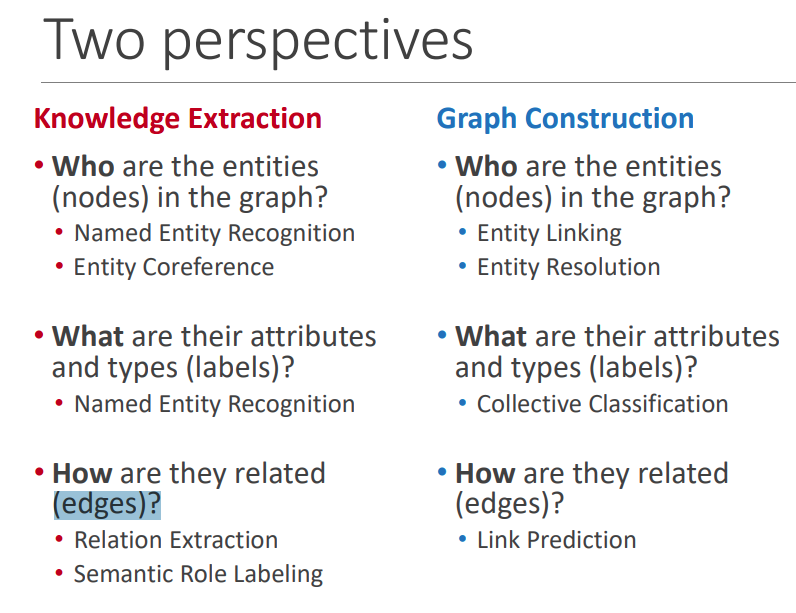 Two perspectives
Knowledge Extraction
• Who are the entities
(nodes) in the graph?
• Named Entity Recognition
• Entity Coreference
• What are their attributes
and types (labels)?
• Named Entity Recognition
• How are they related
(edges)?
• Relation Extraction
• Semantic Role Labeling
Graph Construction
• Who are the entities
(nodes) in the graph?
• Entity Linking
• Entity Resolution
• What are their attributes
and types (labels)?
• Collective Classification
• How are they related
(edges)?
• Link Prediction